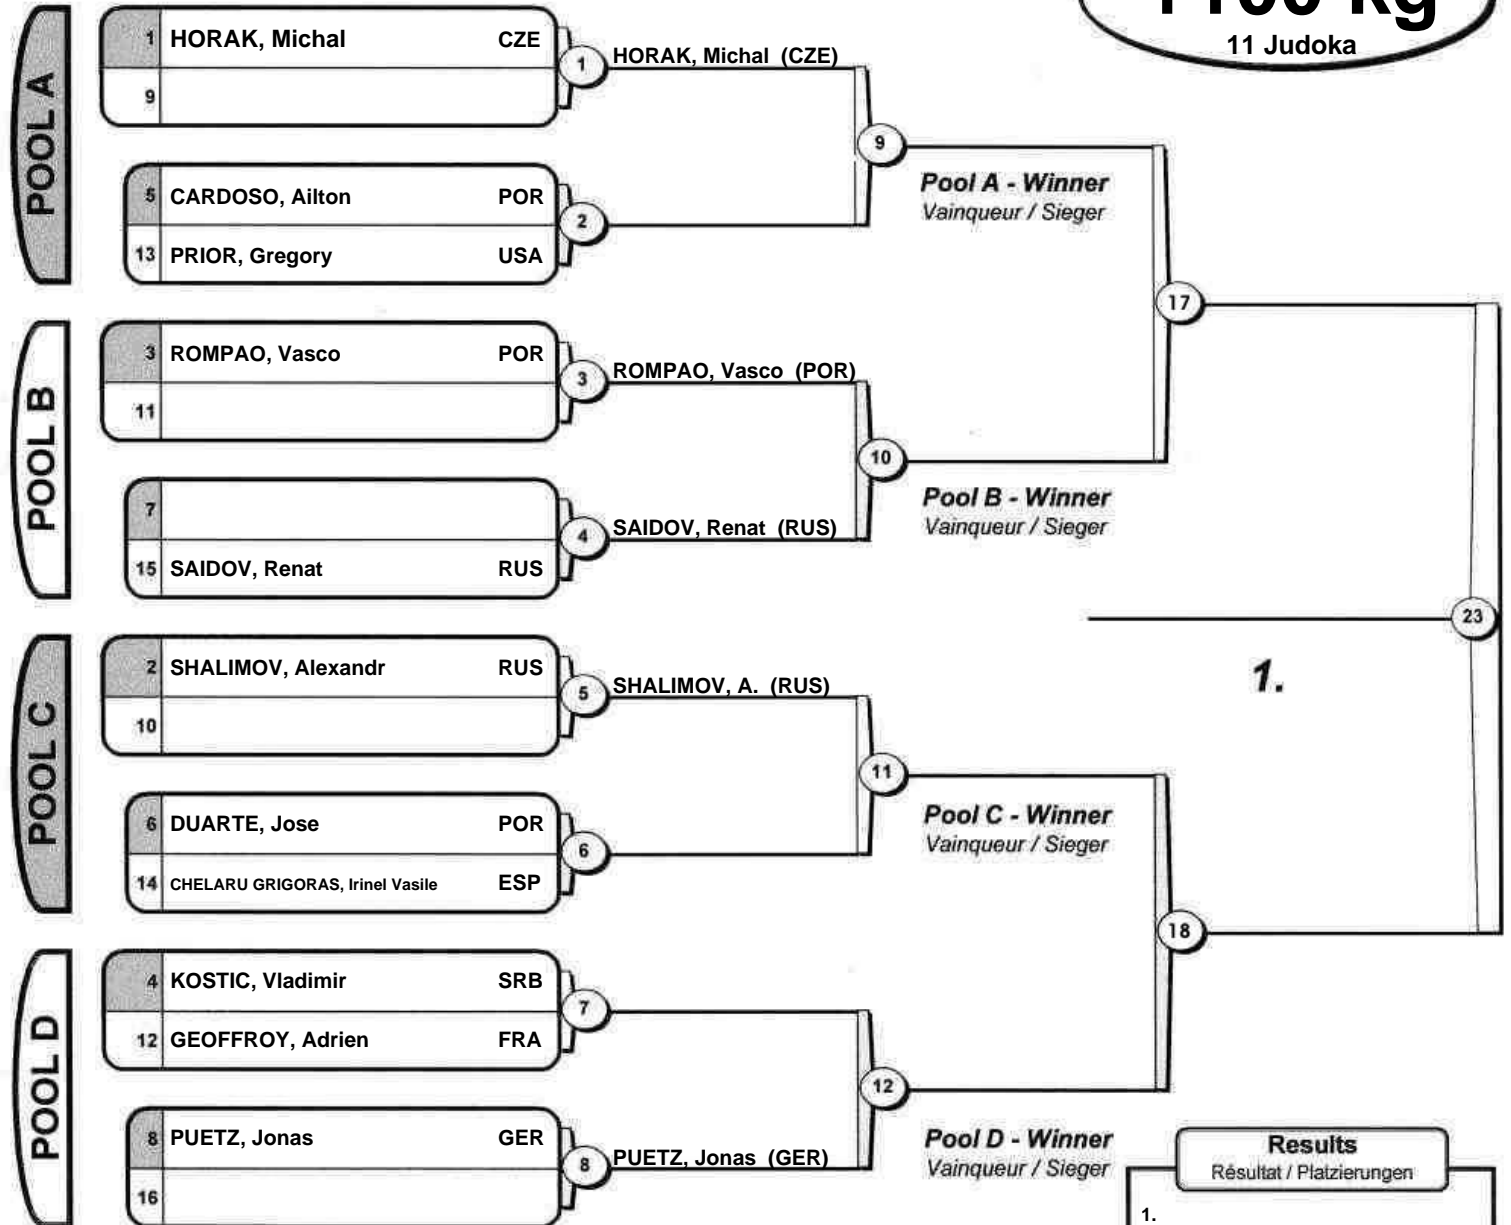 +100 kg
11 Judoka
POOL A
1 HORAK, Michal CZE
9
1
HORAK, Michal (CZE)
5 CARDOSO, Ailton POR
13 PRIOR, Gregory USA
2
9
Pool A - Winner
Vainqueur / Sieger
POOL B
3 ROMPAO, Vasco POR
11
3
ROMPAO, Vasco (POR)
7
15 SAIDOV, Renat RUS
4
SAIDOV, Renat (RUS)
10
Pool B - Winner
Vainqueur / Sieger
17
POOL C
2 SHALIMOV, Alexandr RUS
10
5
SHALIMOV, A. (RUS)
6 DUARTE, Jose POR
14 CHELARU GRIGORAS, Irinel Vasile ESP
6
11
Pool C - Winner
Vainqueur / Sieger
23
1.
POOL D
4 KOSTIC, Vladimir SRB
12 GEOFFROY, Adrien FRA
7
8 PUETZ, Jonas GER
16
8
PUETZ, Jonas (GER)
12
Pool D - Winner
Vainqueur / Sieger
18
Results
Résultat / Platzierungen
1.